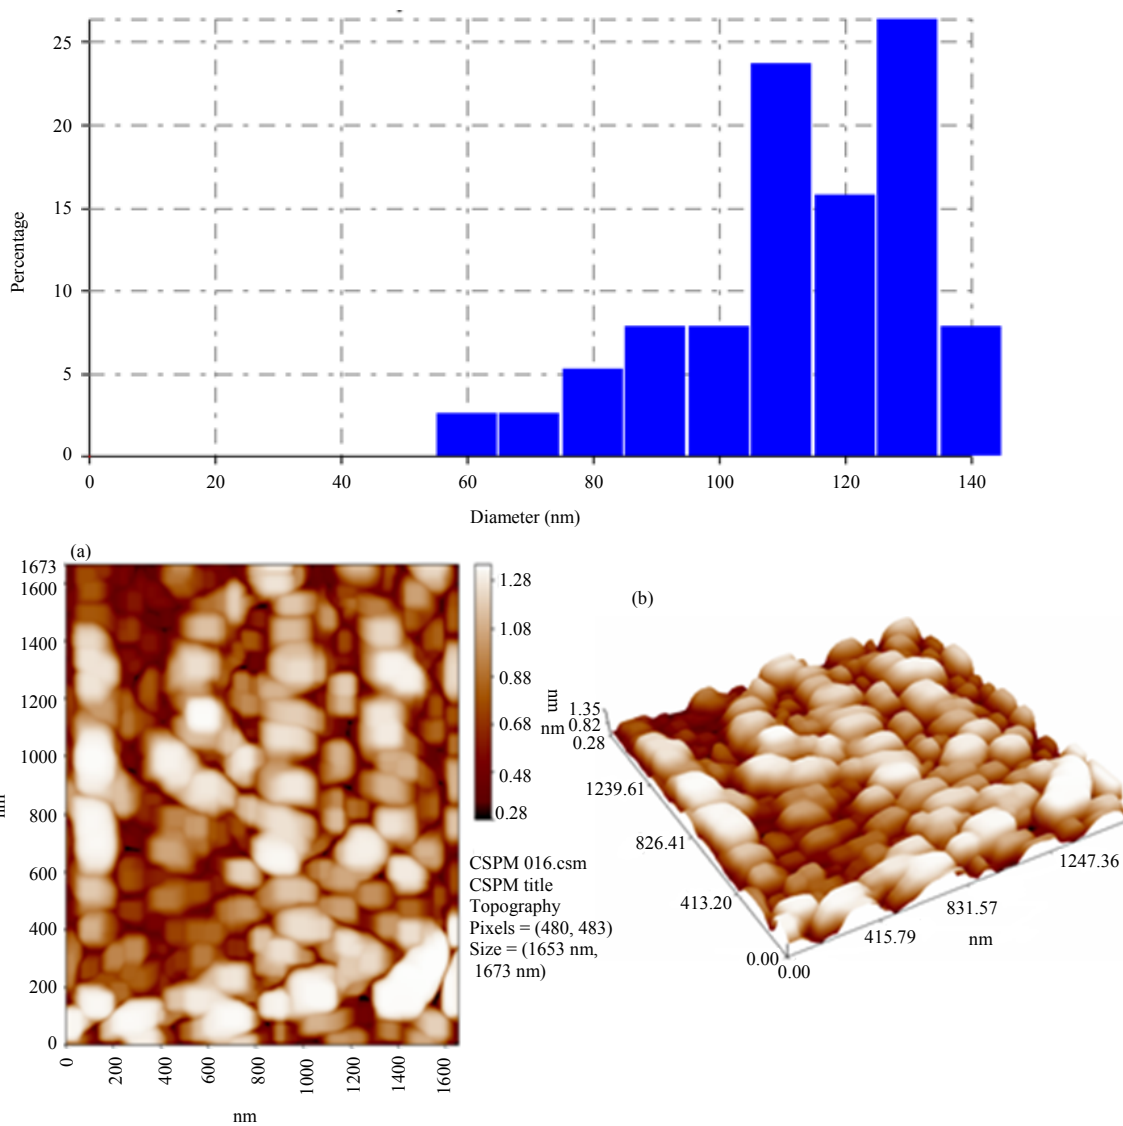 25
20
15
10
5
0
Percentage
0 20 40 60 80 100 120 140
Diameter (nm)
(a)
1673
1600
1400
1200
1000
800
600
400
200
0
nm
0 200 400 600 800 1000 1200 1400 1600
nm
1.28
1.08
0.88
0.68
0.48
0.28
CSPM 016.csm
CSPM title
Topography
Pixels = (480, 483)
Size = (1653 nm,
1673 nm)
(b)
nm
1.35
nm 0.82
0.28
1239.61
826.41
413.20
0.00
0.00
415.79
831.57
1247.36
nm